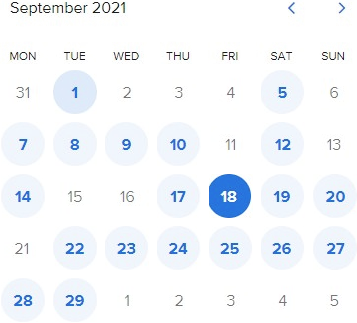 September 2021
MON TUE WED THU FRI SAT SUN
31 1 2 3 4 5 6
7 8 9 10 11 12 13
14 15 16 17 18 19 20
21 22 23 24 25 26 27
28 29 1 2 3 4 5